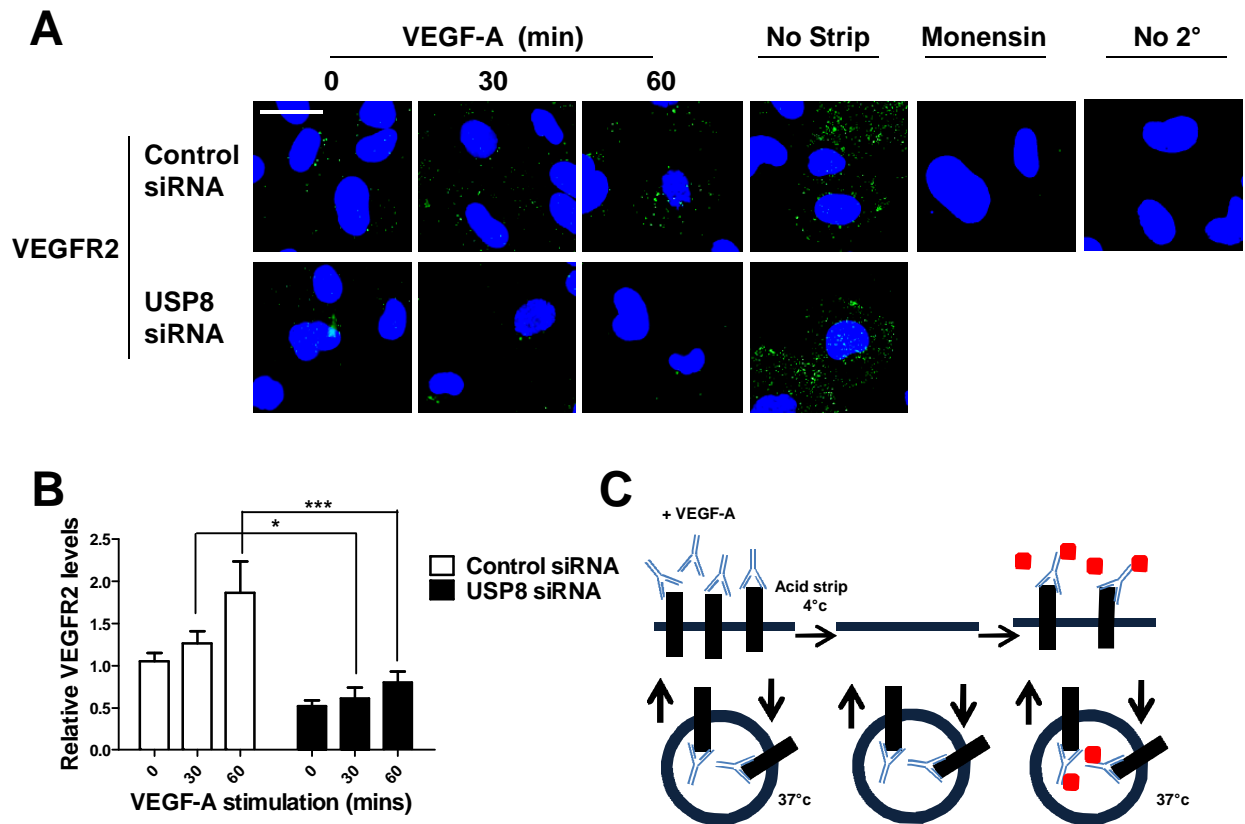 A
VEGF-A (min)
No Strip
Monensin
No 2°
0
30
60
VEGFR2
Control
siRNA
USP8
siRNA
B
Relative VEGFR2 levels
2.5
2.0
1.5
1.0
0.5
0.0
*
***
0
30
60
0
30
60
VEGF-A stimulation (mins)
Control siRNA
USP8 siRNA
C
+ VEGF-A
Acid strip
4°c
37°c
37°c